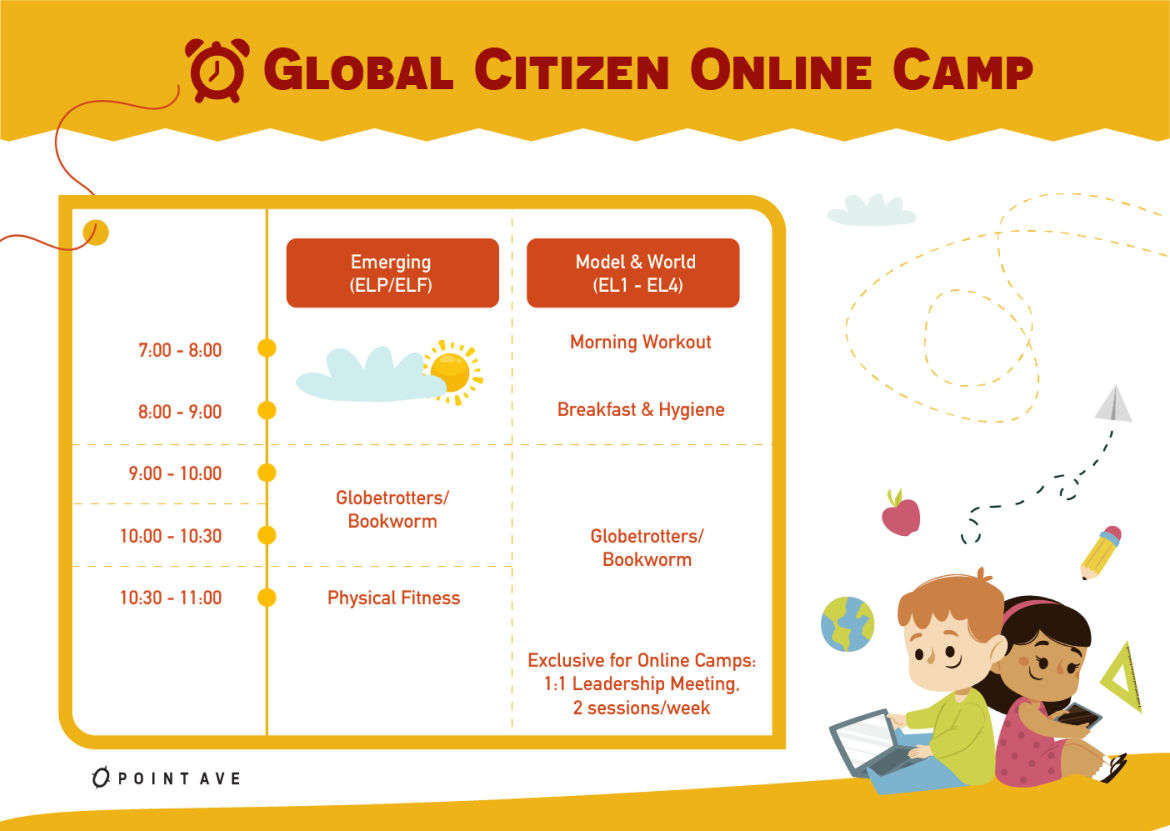 GLOBAL CITIZEN ONLINE CAMP
Emerging
(ELP/ELF)
Model & World
(EL1 - EL4)
7:00 - 8:00
Morning Workout
8:00 - 9:00
Breakfast & Hygiene
9:00 - 10:00
Globetrotters/
Bookworm
10:00 - 10:30
Globetrotters/
Bookworm
10:30 - 11:00
Physical Fitness
Exclusive for Online Camps:
1:1 Leadership Meeting,
2 sessions/week
POINT AVE